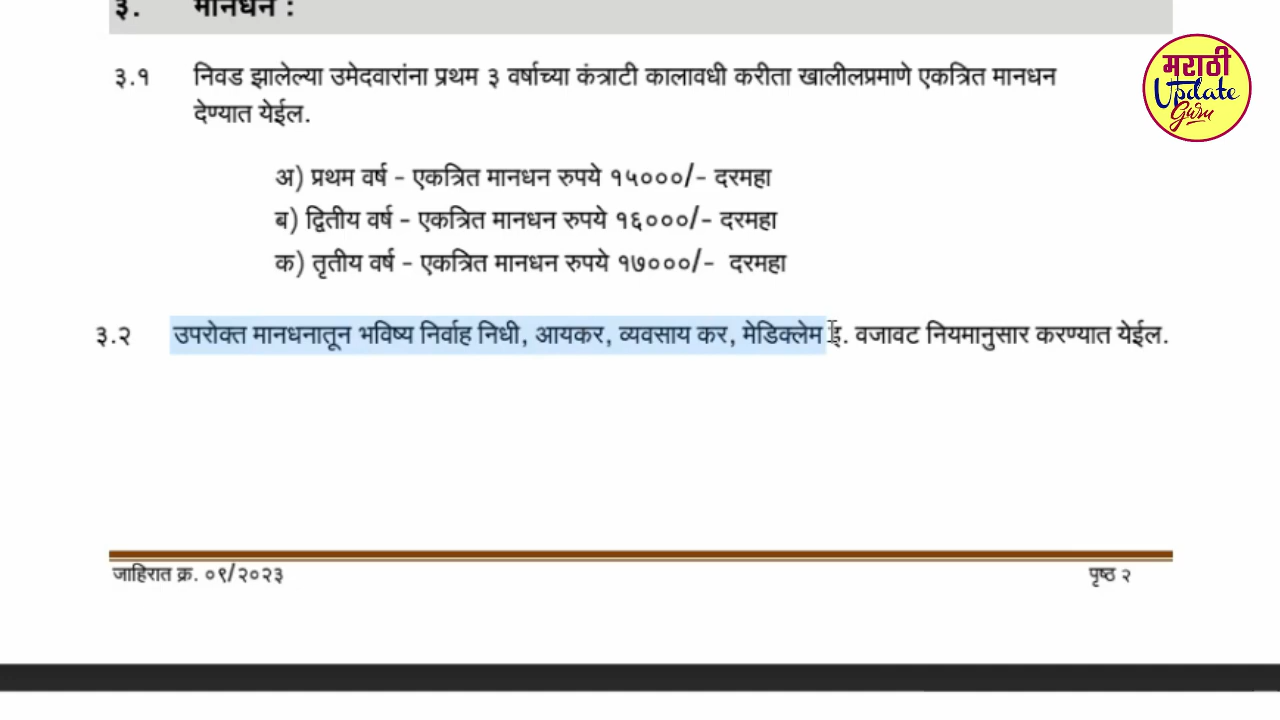 ३. मानधन :
मराठी
Update
Guru
३.१ निवड झालेल्या उमेदवारांना प्रथम ३ वर्षाच्या कंत्राटी कालावधी करीता खालीलप्रमाणे एकत्रित मानधन
देण्यात येईल.
अ) प्रथम वर्ष - एकत्रित मानधन रुपये १५०००/- दरमहा
ब) द्वितीय वर्ष - एकत्रित मानधन रुपये १६०००/- दरमहा
क) तृतीय वर्ष - एकत्रित मानधन रुपये १७०००/- दरमहा
३.२ उपरोक्त मानधनातून भविष्य निर्वाह निधी, आयकर, व्यवसाय कर, मेडिक्लेम इ. वजावट नियमानुसार करण्यात येईल.
जाहिरात क्र. ०९/२०२३ पृष्ठ २